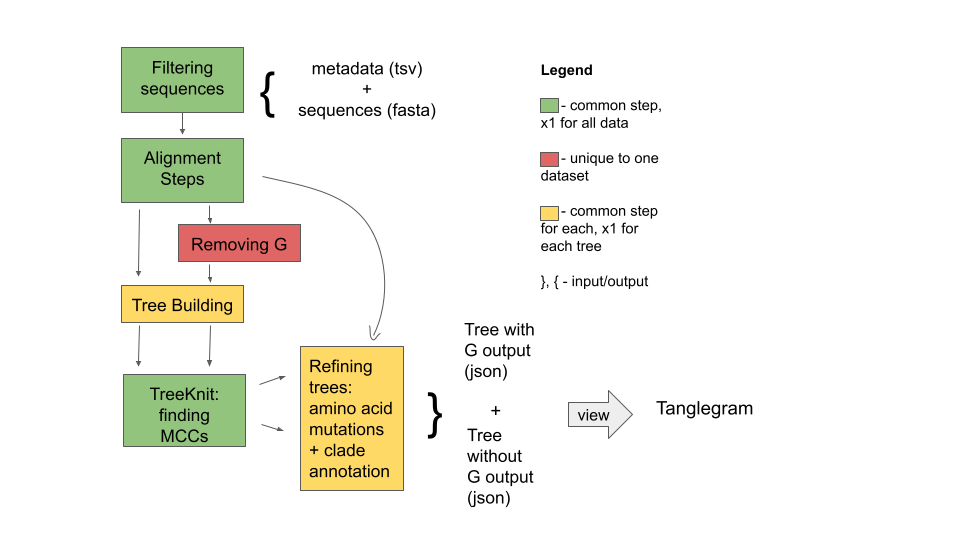 Filtering
sequences
metadata (tsv)
+
sequences (fasta)
{
Alignment
Steps
Removing G
Tree Building
TreeKnit:
finding
MCCs
Refining
trees:
amino acid
mutations
+ clade
annotation
}
Tree with
G output
(json)
+
Tree
without
G output
(json)
view
Tanglegram
Legend
- common step,
x1 for all data
- unique to one
dataset
- common step
for each, x1 for
each tree
}, { - input/output